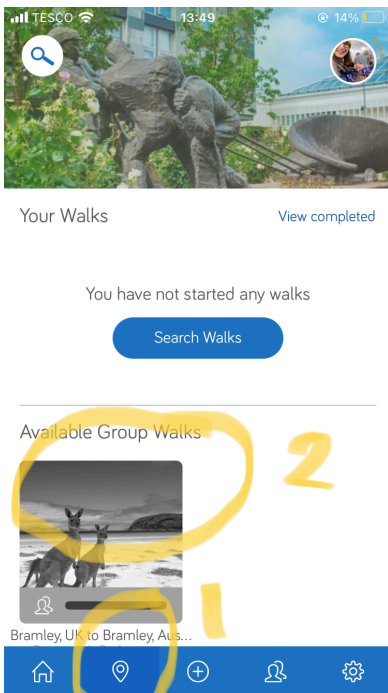 TESCO 13:49 14%
Your Walks View completed
You have not started any walks
Search Walks
Available Group Walks
2
1
Bramley, UK to Bramley, Aus...